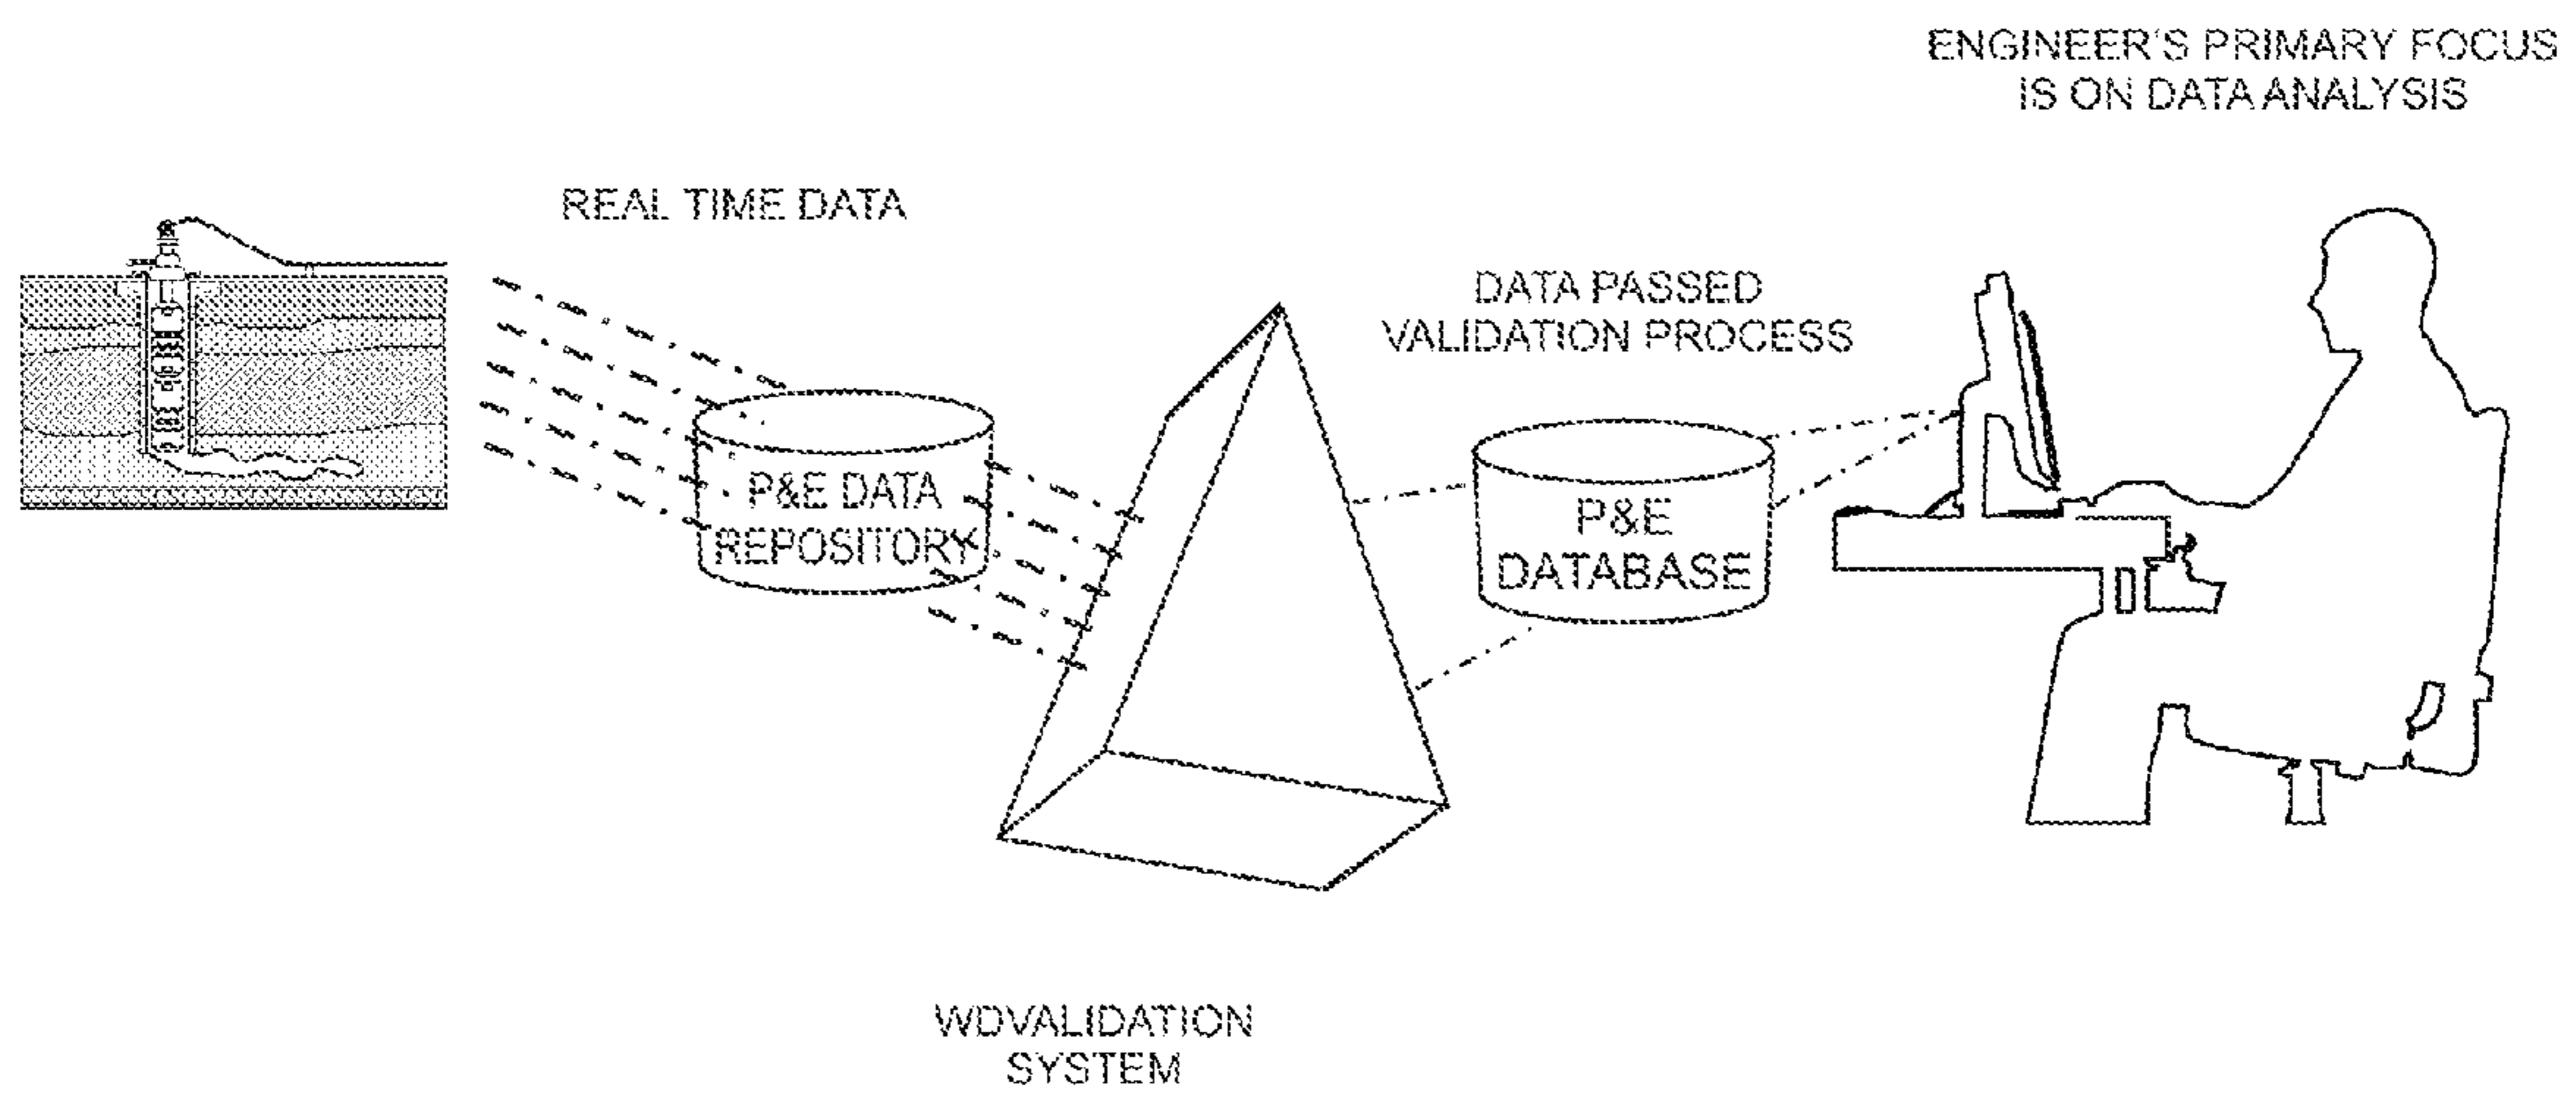 ENGINEER'S PRIMARY FOCUS
IS ON DATA ANALYSIS
REAL TIME DATA
DATA PASSED
VALIDATION PROCESS
P&E DATA
REPOSITORY
P&E
DATABASE
WDVALIDATION
SYSTEM